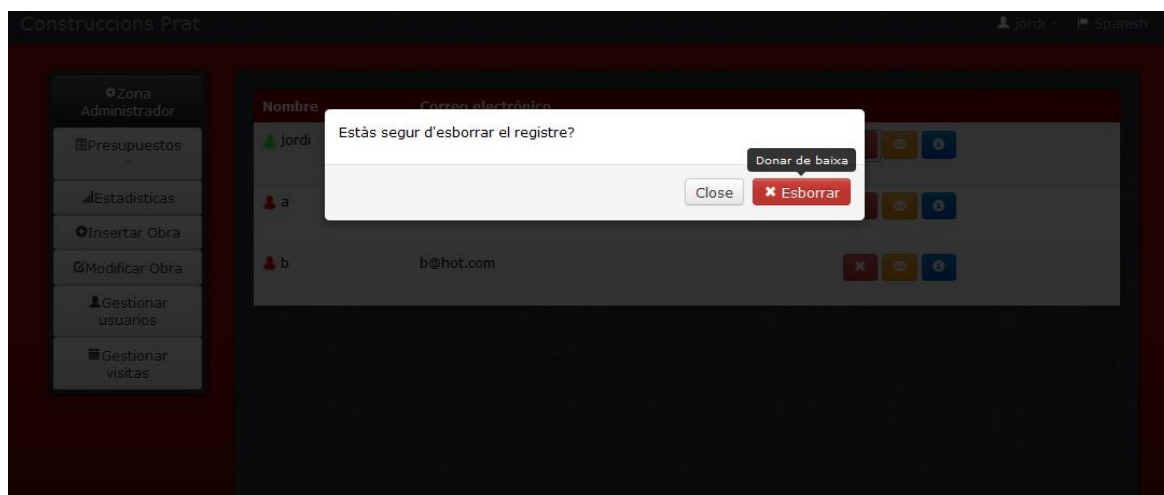 Construccions Prat
jordi
Spanish
Zona
Administrador
Presupuestos
Estadisticas
Insertar Obra
Modificar Obra
Gestionar
usuarios
Gestionar
visitas
Nombre Correo electrónico
jordi
a
b b@hot.com
Estàs segur d'esborrar el registre?
Donar de baixa
Close Esborrar